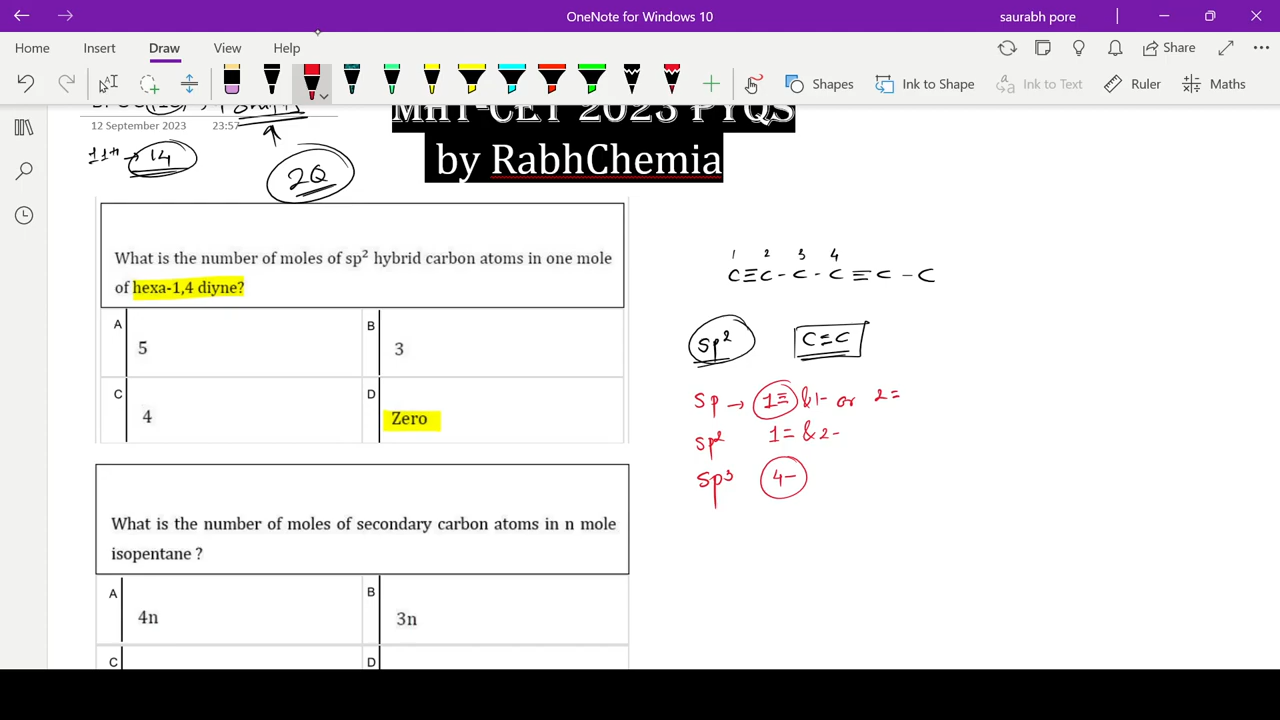 OneNote for Windows 10
saurabh pore
Home Insert Draw View Help
Share
Shapes Ink to Shape Ink to Text Ruler Maths
12 September 2023 23:57
MHT-CET 2023 PYQS
by RabhChemia
11th → 14
2Q
What is the number of moles of sp² hybrid carbon atoms in one mole
of hexa-1,4 diyne?
A 5
B 3
C 4
D Zero
1 2 3 4
C≡C-C-C≡C-C
Sp² C=C
Sp → 1≡ &1- or 2=
Sp² 1= & 2-
Sp³ 4-
What is the number of moles of secondary carbon atoms in n mole
isopentane ?
A 4n
B 3n
C
D